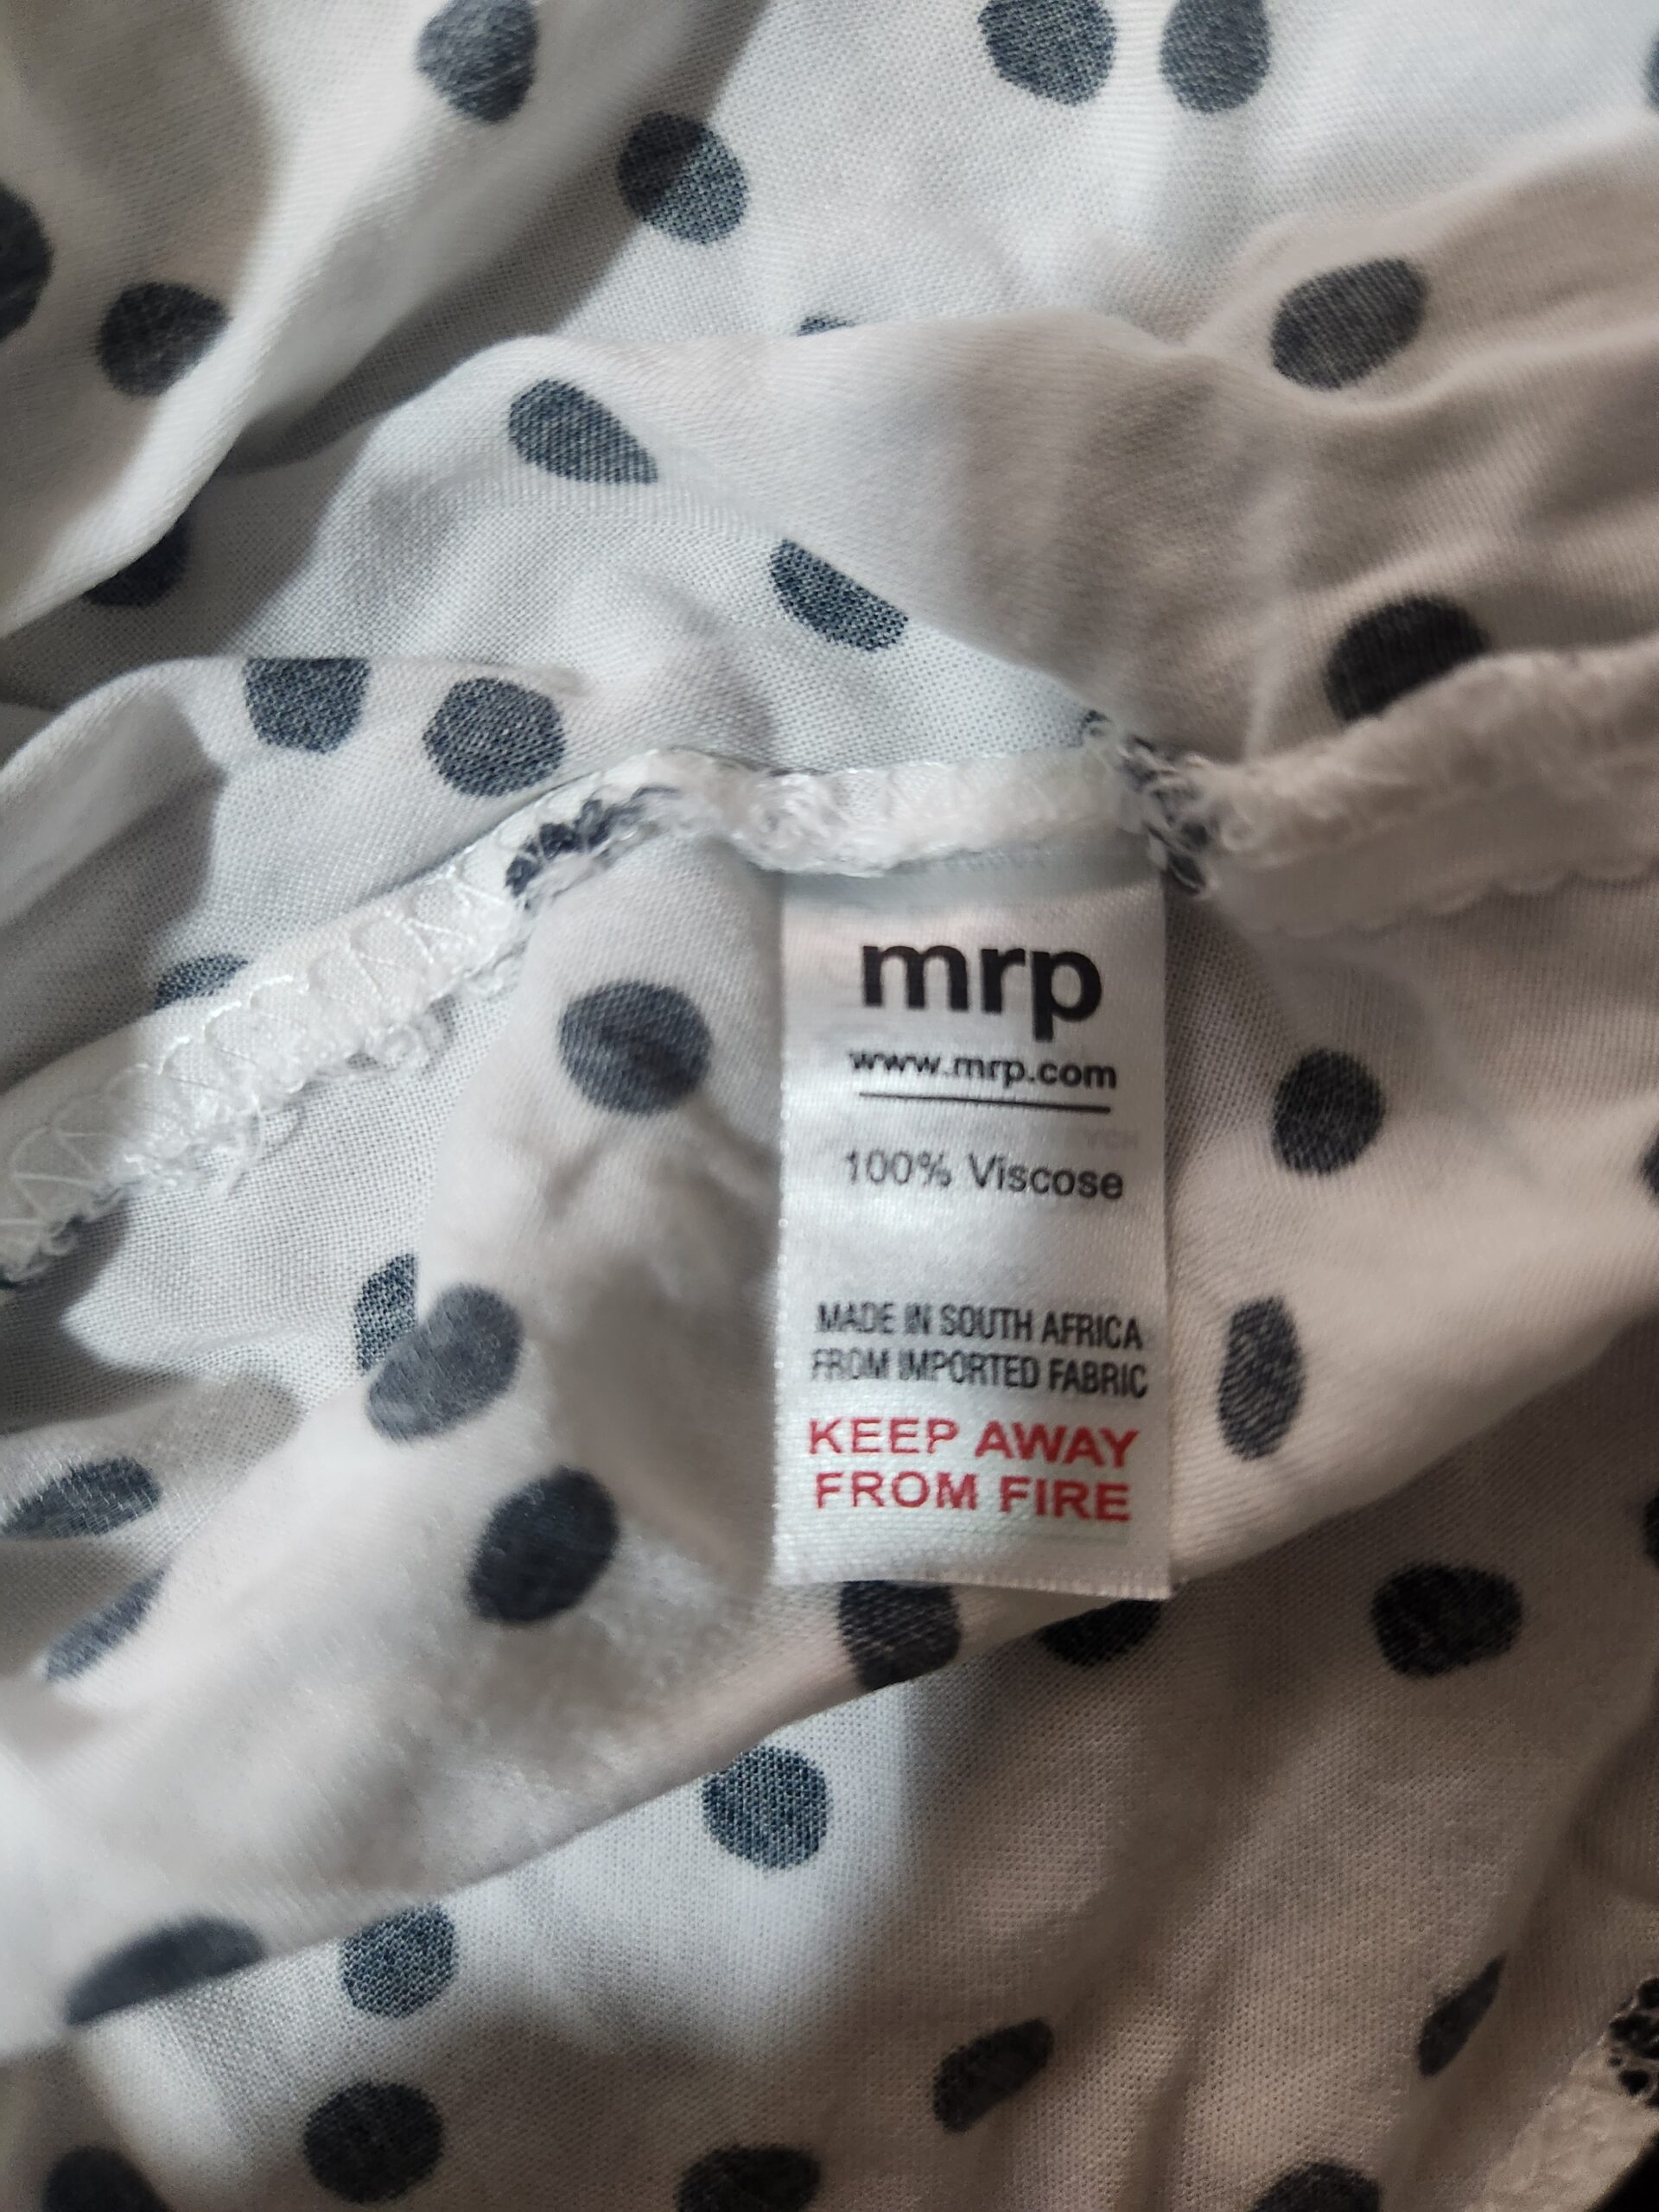 mrp
www.mrp.com
100% Viscose
MADE IN SOUTH AFRICA
FROM IMPORTED FABRIC
KEEP AWAY
FROM FIRE